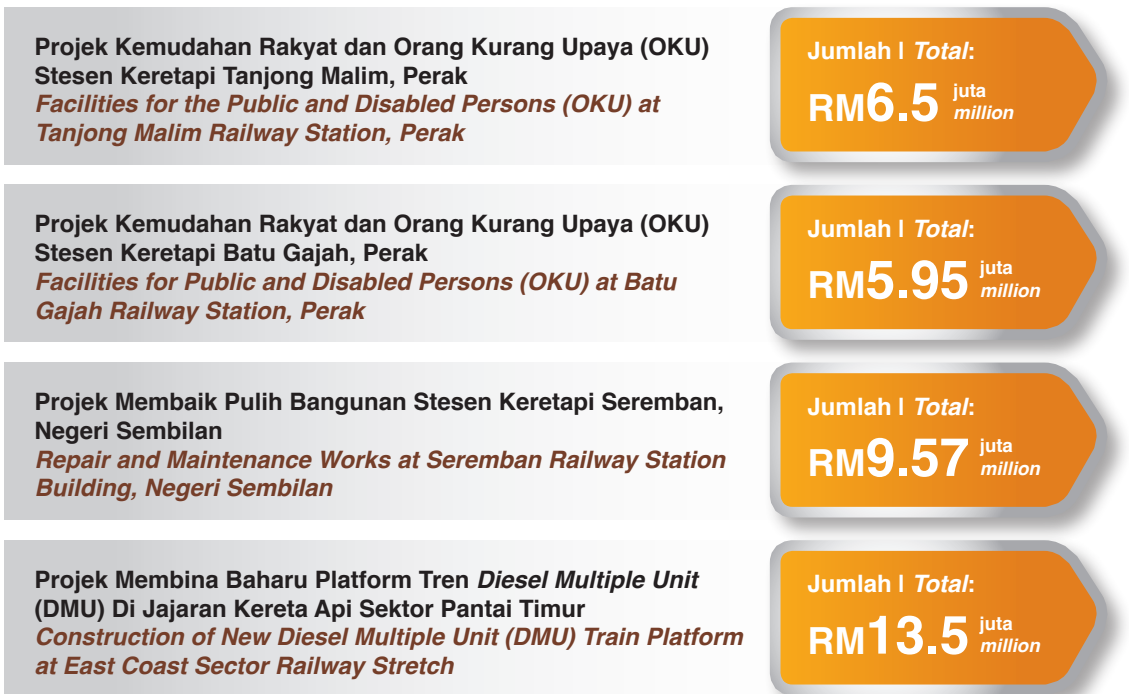 Projek Kemudahan Rakyat dan Orang Kurang Upaya (OKU)
Stesen Keretapi Tanjong Malim, Perak
Facilities for the Public and Disabled Persons (OKU) at
Tanjong Malim Railway Station, Perak
Jumlah | Total:
RM6.5 juta
million
Projek Kemudahan Rakyat dan Orang Kurang Upaya (OKU)
Stesen Keretapi Batu Gajah, Perak
Facilities for Public and Disabled Persons (OKU) at Batu
Gajah Railway Station, Perak
Jumlah | Total:
RM5.95 juta
million
Projek Membaik Pulih Bangunan Stesen Keretapi Seremban,
Negeri Sembilan
Repair and Maintenance Works at Seremban Railway Station
Building, Negeri Sembilan
Jumlah | Total:
RM9.57 juta
million
Projek Membina Baharu Platform Tren Diesel Multiple Unit
(DMU) Di Jajaran Kereta Api Sektor Pantai Timur
Construction of New Diesel Multiple Unit (DMU) Train Platform
at East Coast Sector Railway Stretch
Jumlah | Total:
RM13.5 juta
million